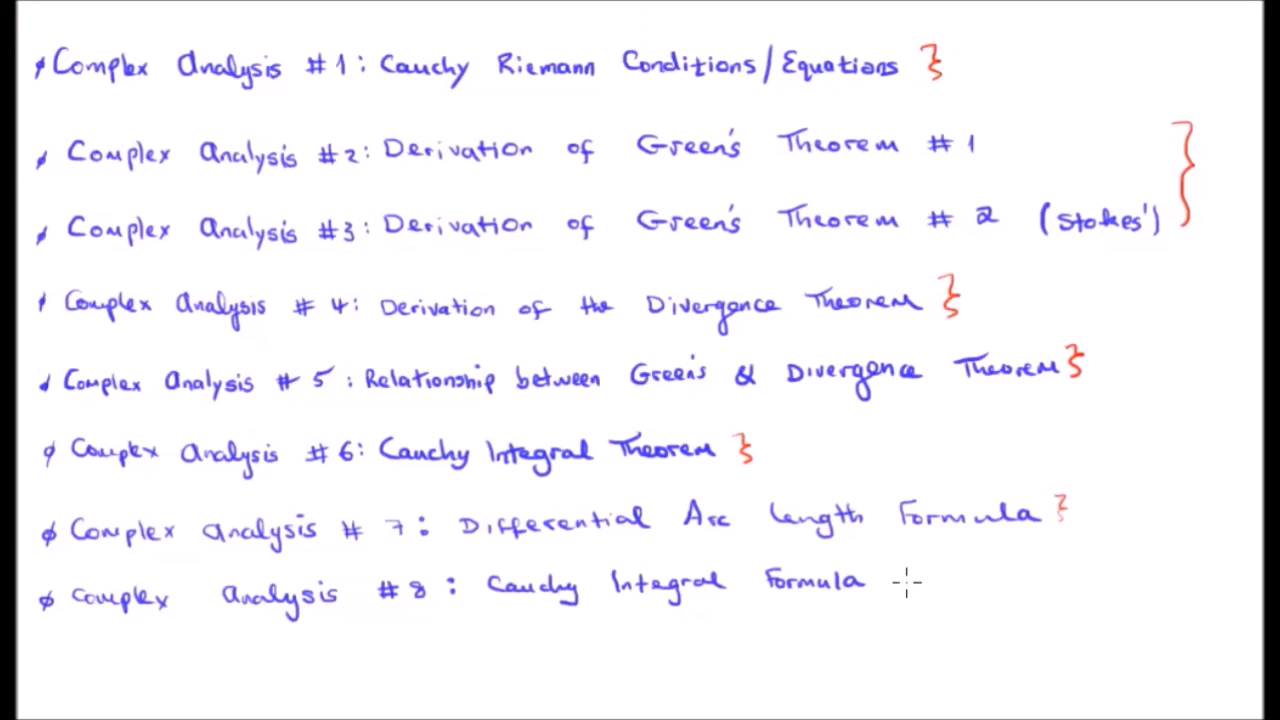 Complex Analysis #1: Cauchy Riemann Conditions/Equations
Complex Analysis #2: Derivation of Green's Theorem #1
Complex Analysis #3: Derivation of Green's Theorem #2 (Stokes')
Complex Analysis #4: Derivation of the Divergence Theorem
Complex Analysis #5: Relationship between Green's & Divergence Theorem
Complex Analysis #6: Cauchy Integral Theorem
Complex Analysis #7: Differential Arc length Formula
Complex Analysis #8: Cauchy Integral Formula